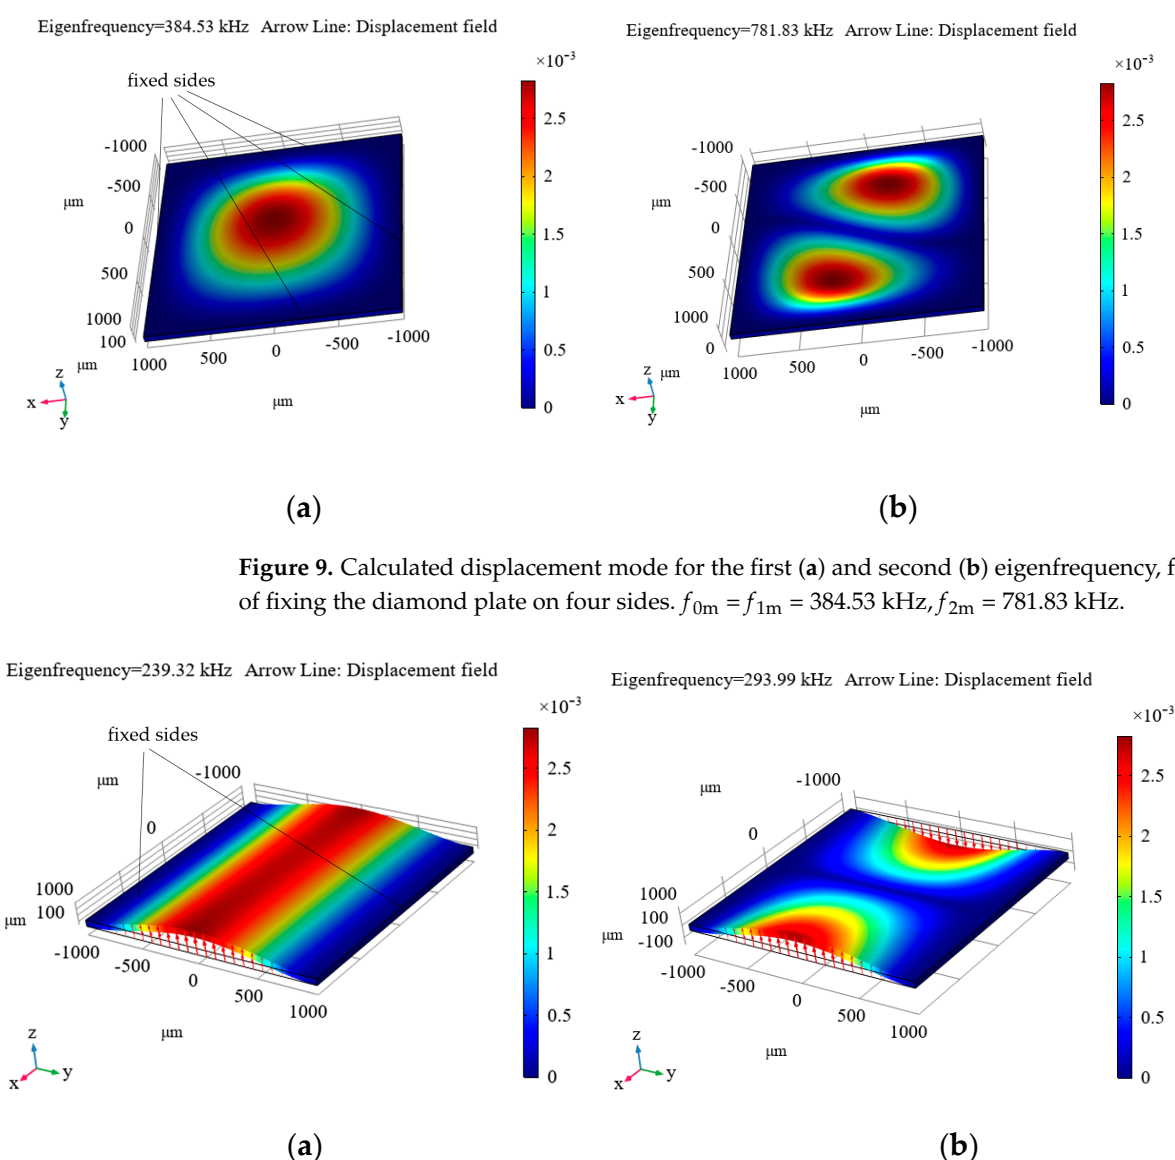 Eigenfrequency=384.53 kHz Arrow Line: Displacement field
×10⁻³
fixed sides
-1000
-500
μm
0
500
1000
100
μm
1000
500
0
-500
-1000
μm
2.5
2
1.5
1
0.5
0
z
x
y
(a)
Eigenfrequency=781.83 kHz Arrow Line: Displacement field
×10⁻³
-1000
-500
μm
0
500
1000
0
μm
1000
500
0
-500
-1000
μm
2.5
2
1.5
1
0.5
0
z
x
y
(b)
Figure 9. Calculated displacement mode for the first (a) and second (b) eigenfrequency, f
of fixing the diamond plate on four sides. f0m = f1m = 384.53 kHz, f2m = 781.83 kHz.
Eigenfrequency=239.32 kHz Arrow Line: Displacement field
×10⁻³
fixed sides
μm
-1000
0
1000
100
μm
-1000
-500
0
500
1000
μm
2.5
2
1.5
1
0.5
0
z
x
y
(a)
Eigenfrequency=293.99 kHz Arrow Line: Displacement field
×10⁻³
μm
-1000
0
1000
100
-100
μm
-1000
-500
0
500
1000
μm
2.5
2
1.5
1
0.5
0
z
x
y
(b)